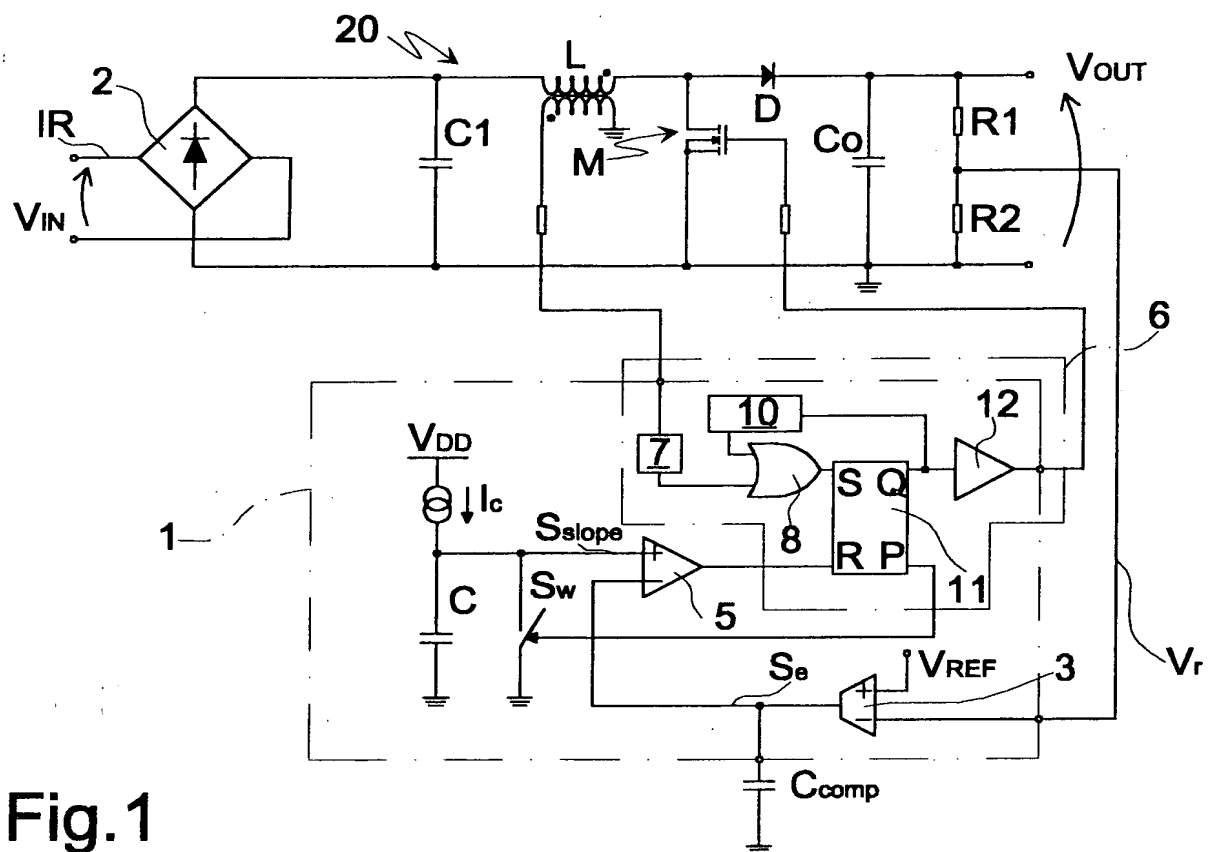 20
L
2
VOUT
IR
C1
D
R1
M
Co
VIN
R2
6
10
12
VDD
7
Ic
S Q
1
Sslope
8
R P
C
Sw
5
11
VREF
Vr
Se
3
Ccomp
Fig.1